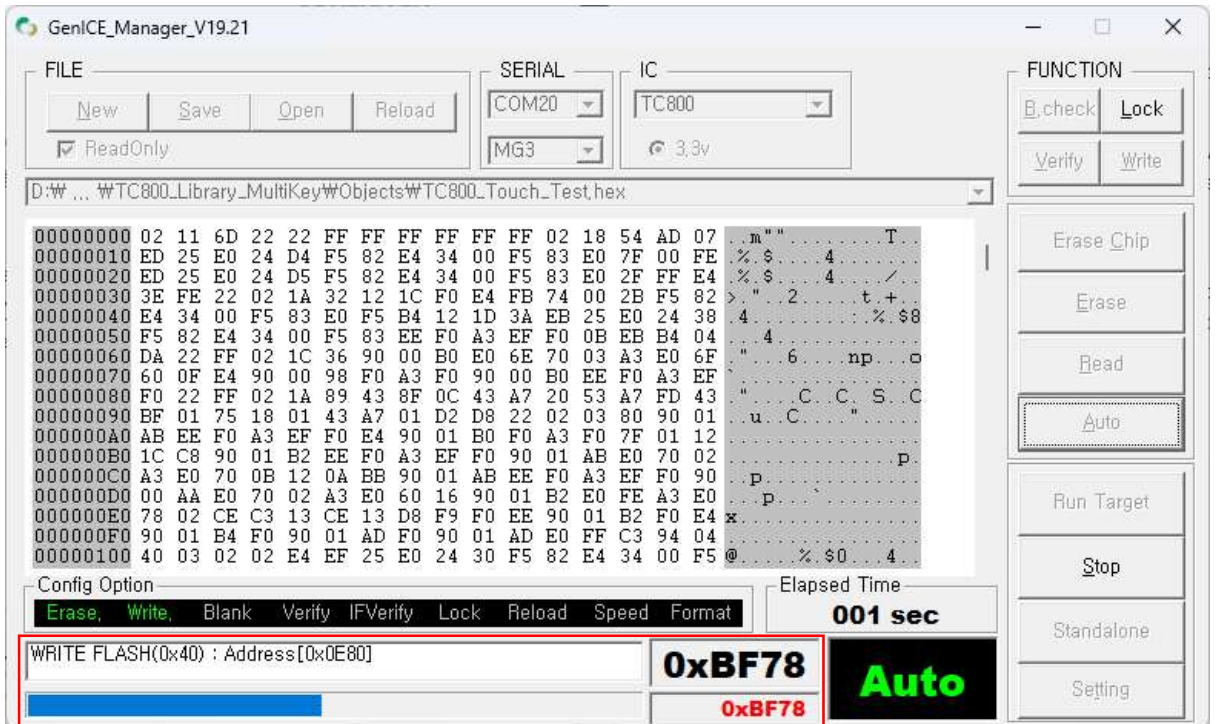 GenICE_Manager_V19.21
FILE
New Save Open Reload
ReadOnly
SERIAL
COM20
MG3
IC
TC800
3,3v
FUNCTION
B,check Lock
Verify Write
D:₩ ... ₩TC800_Library_MultiKey₩Objects₩TC800_Touch_Test,hex
00000000 02 11 6D 22 22 FF FF FF FF FF FF 02 18 54 AD 07 ..m""........T..
00000010 ED 25 E0 24 D4 F5 82 E4 34 00 F5 83 E0 7F 00 FE .%.$....4.......
00000020 ED 25 E0 24 D5 F5 82 E4 34 00 F5 83 E0 2F FF E4 .%.$....4..../..
00000030 3E FE 22 02 1A 32 12 1C F0 E4 FB 74 00 2B F5 82 >."..2.....t.+..
00000040 E4 34 00 F5 83 E0 F5 B4 12 1D 3A EB 25 E0 24 38 .4........:.%.$8
00000050 F5 82 E4 34 00 F5 83 EE F0 A3 EF F0 0B EB B4 04 ...4............
00000060 DA 22 FF 02 1C 36 90 00 B0 E0 6E 70 03 A3 E0 6F ."...6....np...o
00000070 60 0F E4 90 00 98 F0 A3 F0 90 00 B0 EE F0 A3 EF `...............
00000080 F0 22 FF 02 1A 89 43 8F 0C 43 A7 20 53 A7 FD 43 ."....C..C. S..C
00000090 BF 01 75 18 01 43 A7 01 D2 D8 22 02 03 80 90 01 ..u..C....".....
000000A0 AB EE F0 A3 EF F0 E4 90 01 B0 F0 A3 F0 7F 01 12 ................
000000B0 1C C8 90 01 B2 EE F0 A3 EF F0 90 01 AB E0 70 02 ..............p.
000000C0 A3 E0 70 0B 12 0A BB 90 01 AB EE F0 A3 EF F0 90 ..p.............
000000D0 00 AA E0 70 02 A3 E0 60 16 90 01 B2 E0 FE A3 E0 ...p...`........
000000E0 78 02 CE C3 13 CE 13 D8 F9 F0 EE 90 01 B2 F0 E4 x...............
000000F0 90 01 B4 F0 90 01 AD F0 90 01 AD E0 FF C3 94 04 ................
00000100 40 03 02 02 E4 EF 25 E0 24 30 F5 82 E4 34 00 F5 @.....%.$0...4..
Erase Chip
Erase
Read
Auto
Run Target
Stop
Standalone
Setting
Config Option
Erase, Write, Blank Verify IFVerify Lock Reload Speed Format
Elapsed Time
001 sec
WRITE FLASH(0x40) : Address[0x0E80]
0xBF78
0xBF78
Auto